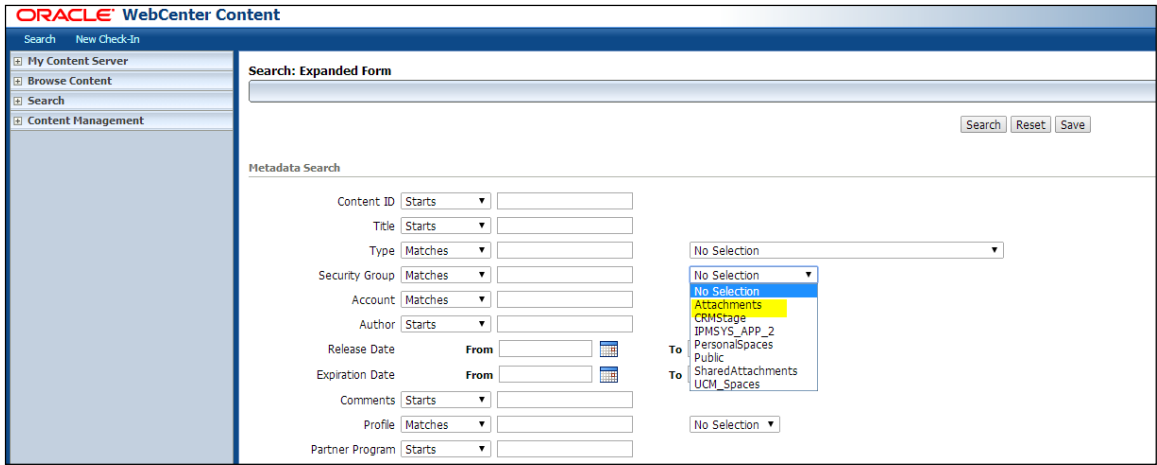 ORACLE® WebCenter Content
Search New Check-In
My Content Server
Browse Content
Search
Content Management
Search: Expanded Form
Search Reset Save
Metadata Search
Content ID Starts
Title Starts
Type Matches No Selection
Security Group Matches No Selection
No Selection
Account Matches
Attachments
CRMStage
Author Starts
IPMSYS_APP_2
PersonalSpaces
Release Date From To
Public
SharedAttachments
Expiration Date From To
UCM_Spaces
Comments Starts
Profile Matches No Selection
Partner Program Starts